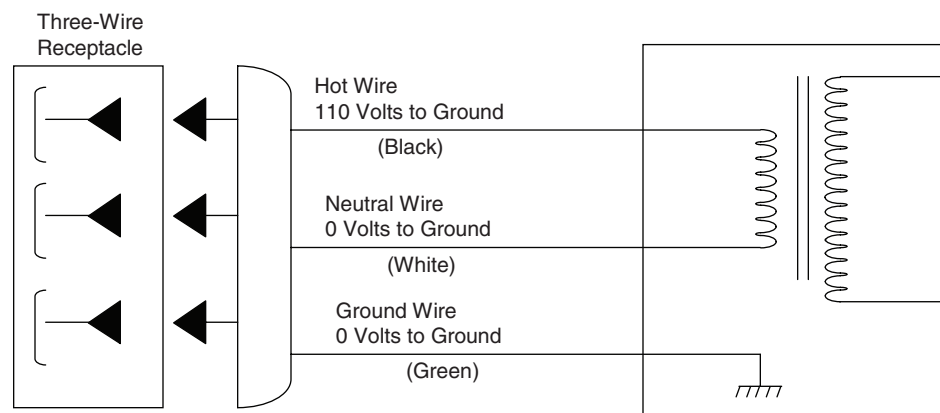 Three-Wire
Receptacle
Hot Wire
110 Volts to Ground
(Black)
Neutral Wire
0 Volts to Ground
(White)
Ground Wire
0 Volts to Ground
(Green)